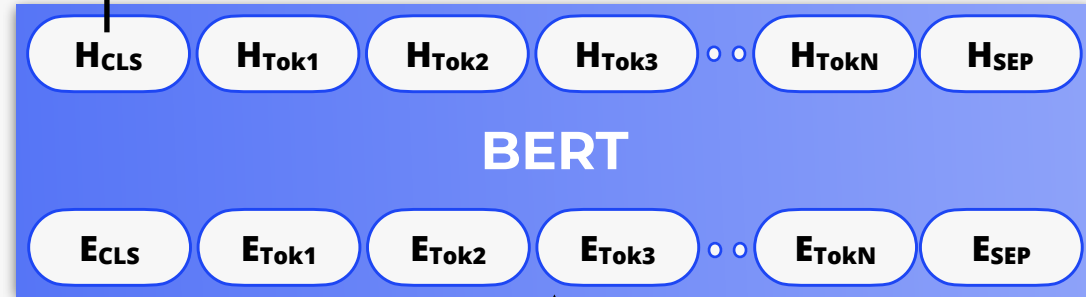 HCLS HTok1 HTok2 HTok3 HTokN HSEP
BERT
ECLS ETok1 ETok2 ETok3 ETokN ESEP